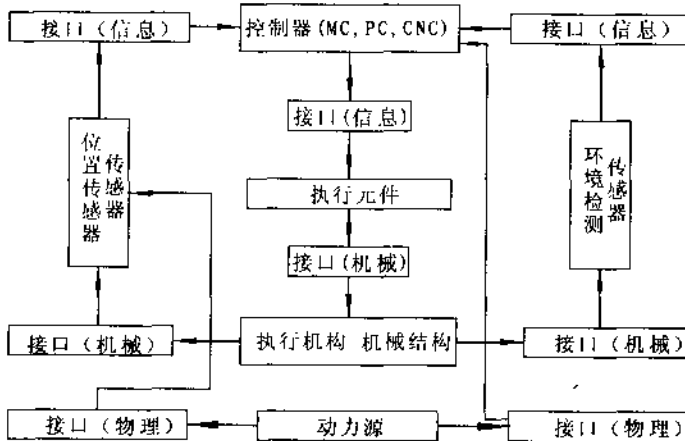 接口(信息)
控制器(MC,PC,CNC)
接口(信息)
接口(信息)
位置传感器
传感器
执行元件
环境检测
传感器
接口(机械)
接口(机械)
执行机构 机械结构
接口(机械)
接口(物理)
动力源
接口(物理)